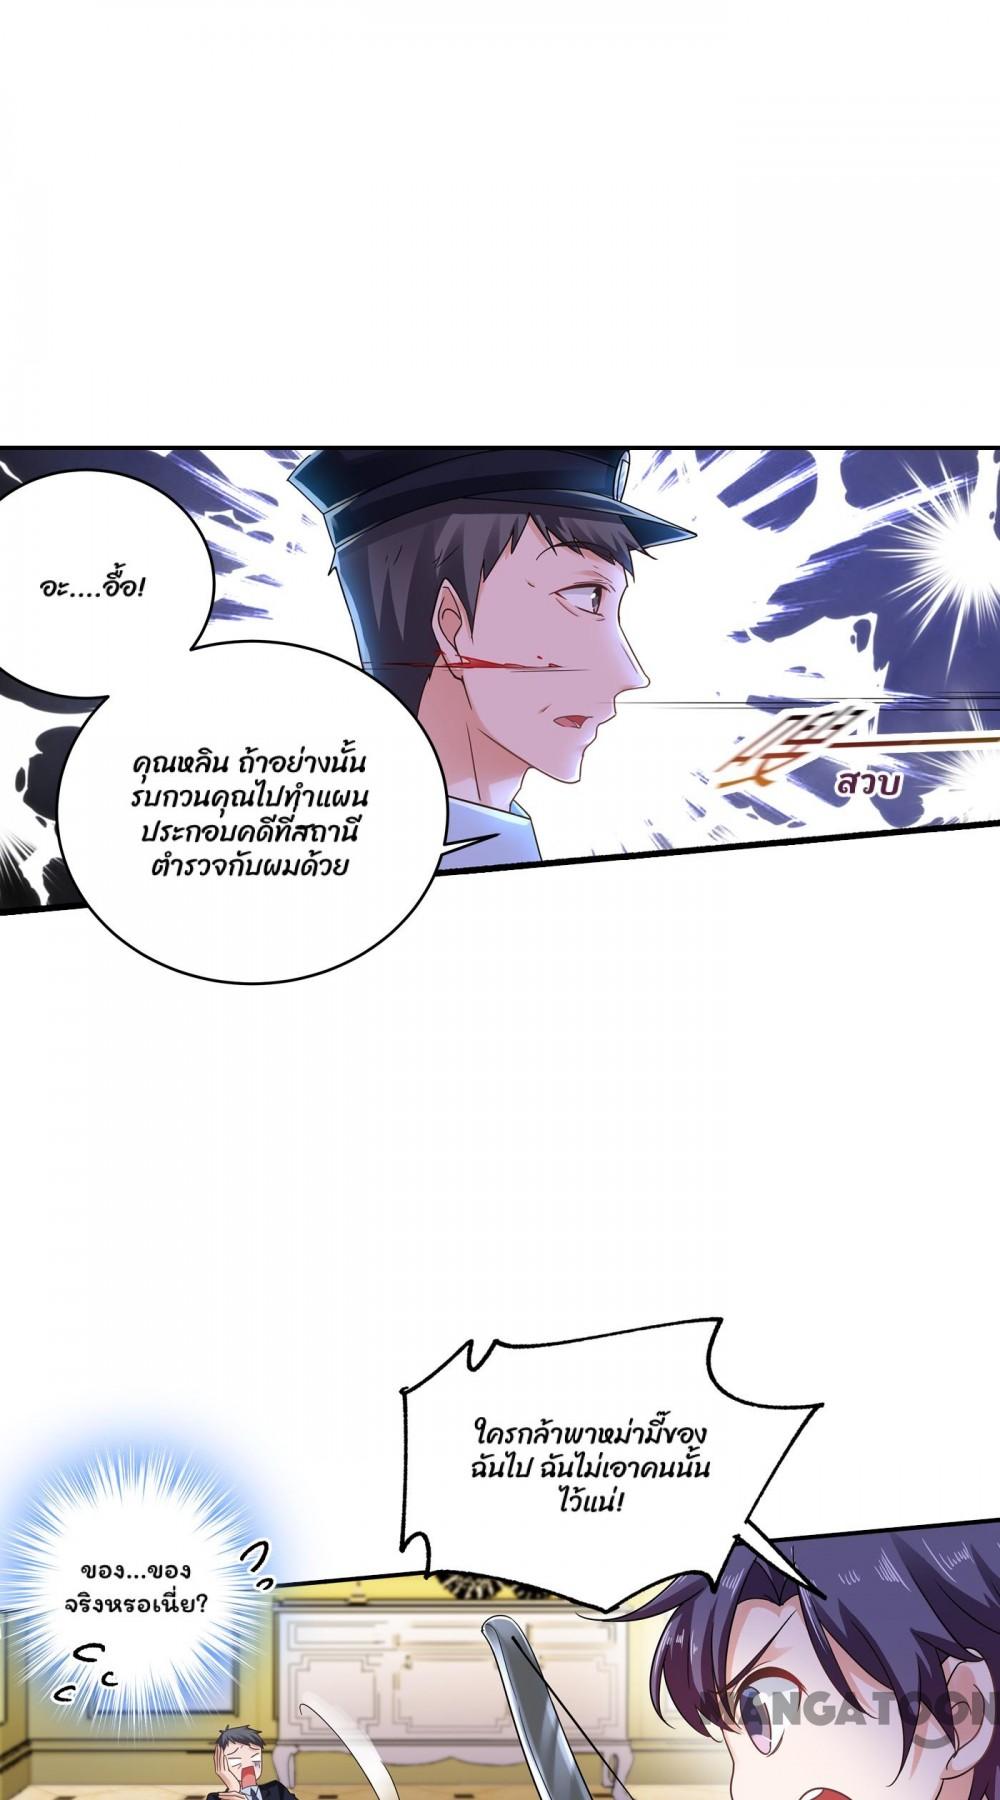 อะ....อื้อ!
คุณหลิน ถ้าอย่างนั้น
รบกวนคุณไปทำแผน
ประกอบคดีที่สถานี
ตำรวจกับผมด้วย
สวบ
ใครกล้าพาหม่ามี๊ของ
ฉันไป ฉันไม่เอาคนนั้น
ไว้แน่!
ของ...ของ
จริงหรอเนี่ย?
MANGATOON